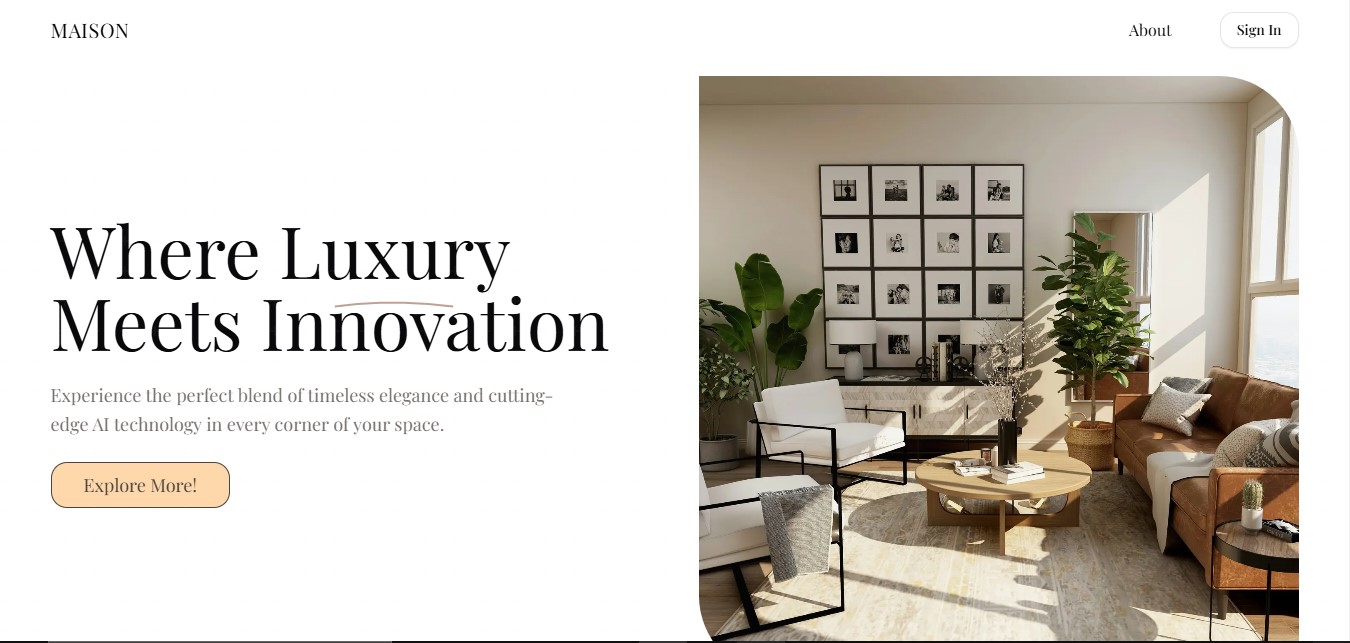 MAISON
About
Sign In
Where Luxury
Meets Innovation
Experience the perfect blend of timeless elegance and cutting-
edge AI technology in every corner of your space.
Explore More!